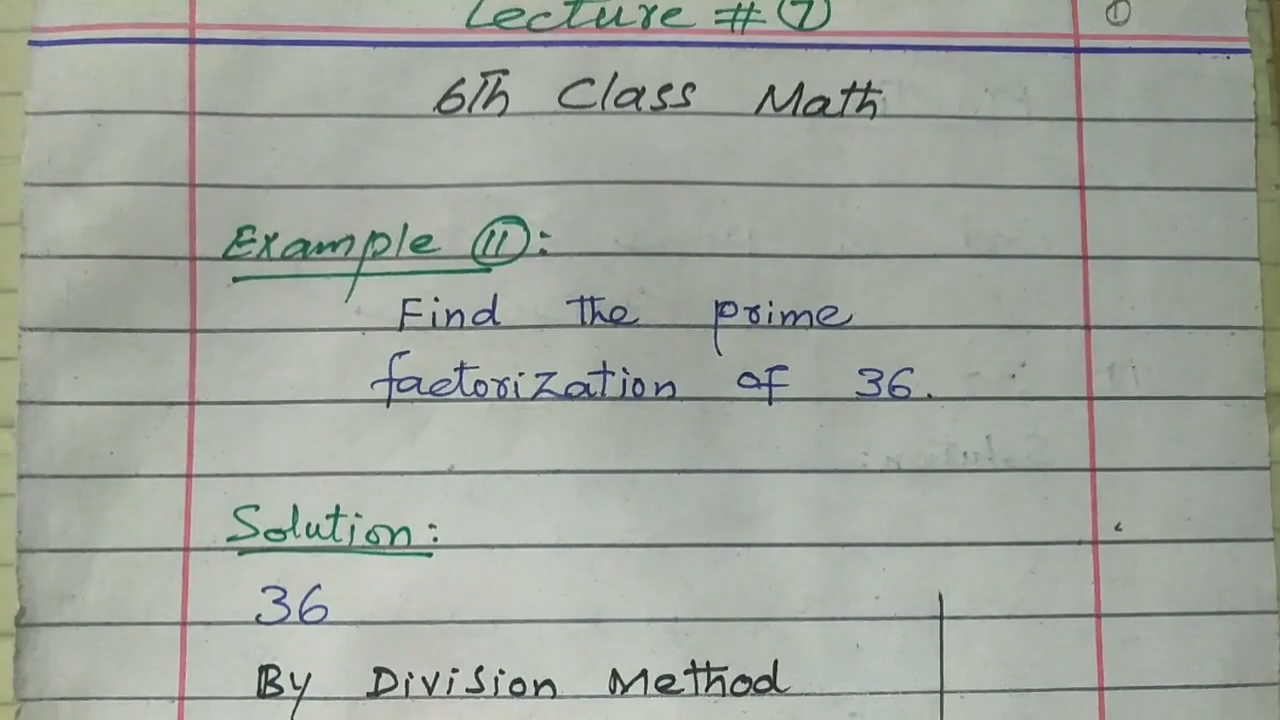 Lecture # 7
1
6Th Class Math
Example 11:
Find the prime
factorization of 36.
Solution:
36
By Division Method